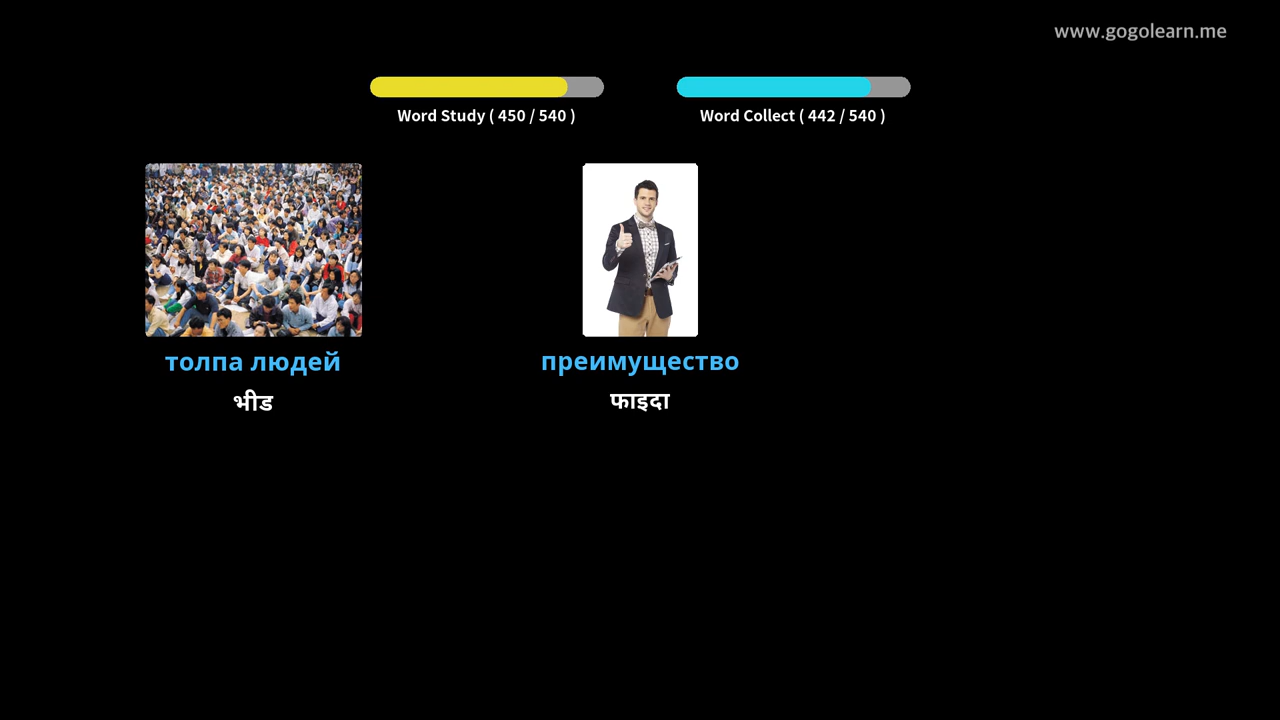 www.gogolearn.me
Word Study ( 450 / 540 )
Word Collect ( 442 / 540 )
толпа людей
भीड
преимущество
फाइदा